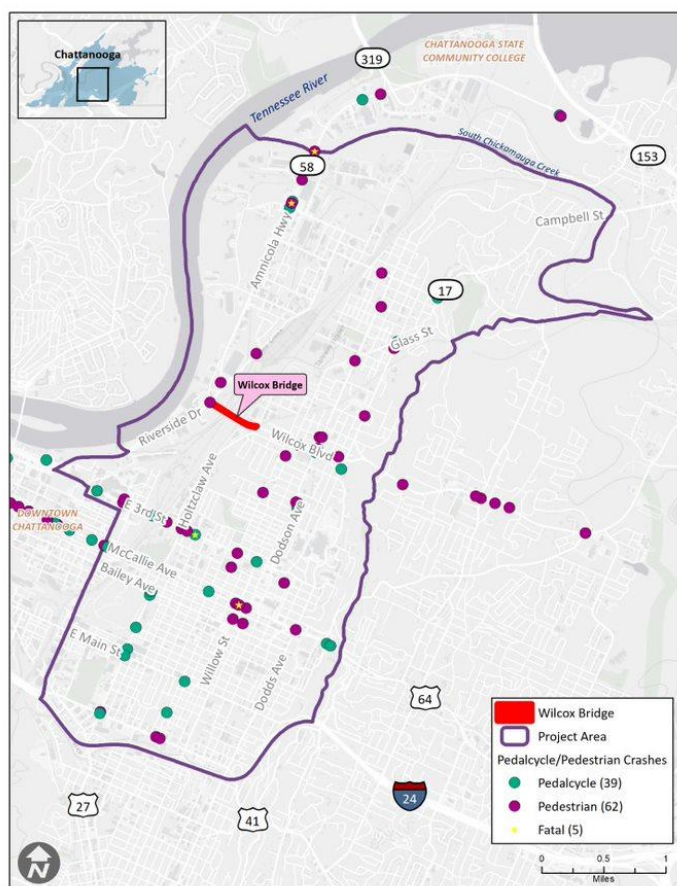 Chattanooga
CHATTANOOGA STATE
COMMUNITY COLLEGE
319
Tennessee River
South Chickamauga Creek
153
58
Campbell St
Amnicola Hwy
17
Glass St
Wilcox Bridge
Riverside Dr
Wilcox Blvd
Holtzclaw Ave
E 3rd St
Dodson Ave
DOWNTOWN
CHATTANOOGA
McCallie Ave
Bailey Ave
E Main St
Willow St
Dodds Ave
64
27
41
24
Wilcox Bridge
Project Area
Pedalcycle/Pedestrian Crashes
Pedalcycle (39)
Pedestrian (62)
Fatal (5)
0 0.5 1
Miles
N